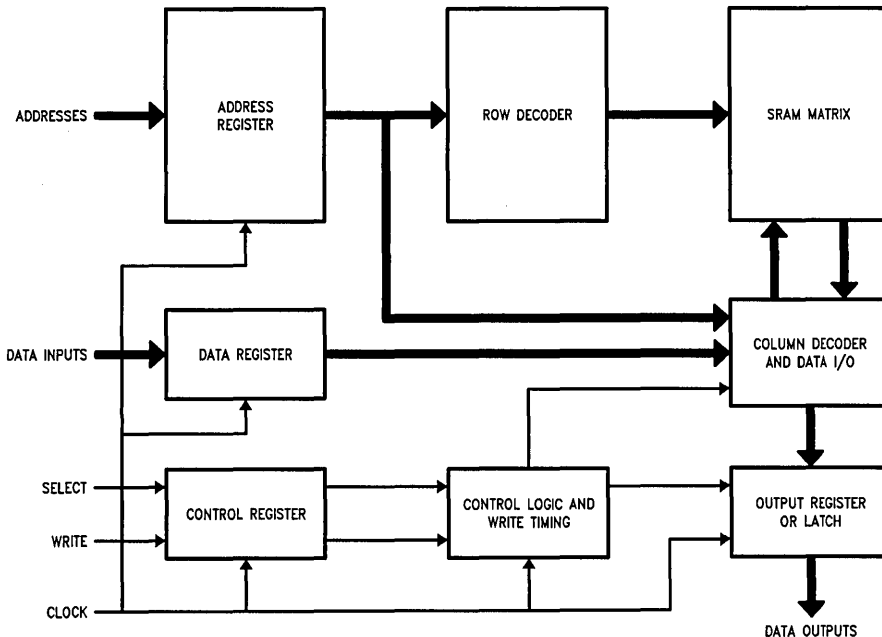 ADDRESSES
ADDRESS
REGISTER
ROW DECODER
SRAM MATRIX
DATA INPUTS
DATA REGISTER
COLUMN DECODER
AND DATA I/O
SELECT
WRITE
CONTROL REGISTER
CONTROL LOGIC AND
WRITE TIMING
OUTPUT REGISTER
OR LATCH
CLOCK
DATA OUTPUTS